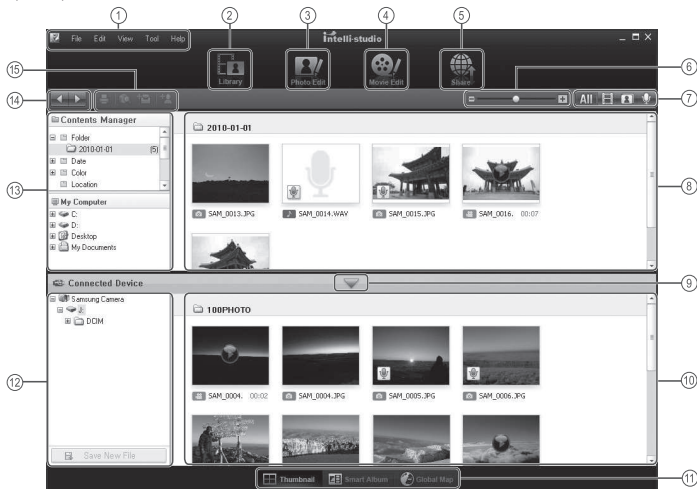 1 2 3 4 5
File Edit View Tool Help
intelli-studio
Library
Photo Edit
Movie Edit
Share
6
15
14
All
7
Contents Manager
Folder
2010-01-01 (5)
Date
Color
Location
13
My Computer
C:
D:
Desktop
My Documents
2010-01-01
SAM_0013.JPG
SAM_0014.WAV
SAM_0015.JPG
SAM_0016. 00:07
8
Connected Device
9
Samsung Camera
DCIM
12
Save New File
100PHOTO
SAM_0004. 00:02
SAM_0004.JPG
SAM_0005.JPG
SAM_0006.JPG
10
Thumbnail
Smart Album
Global Map
11